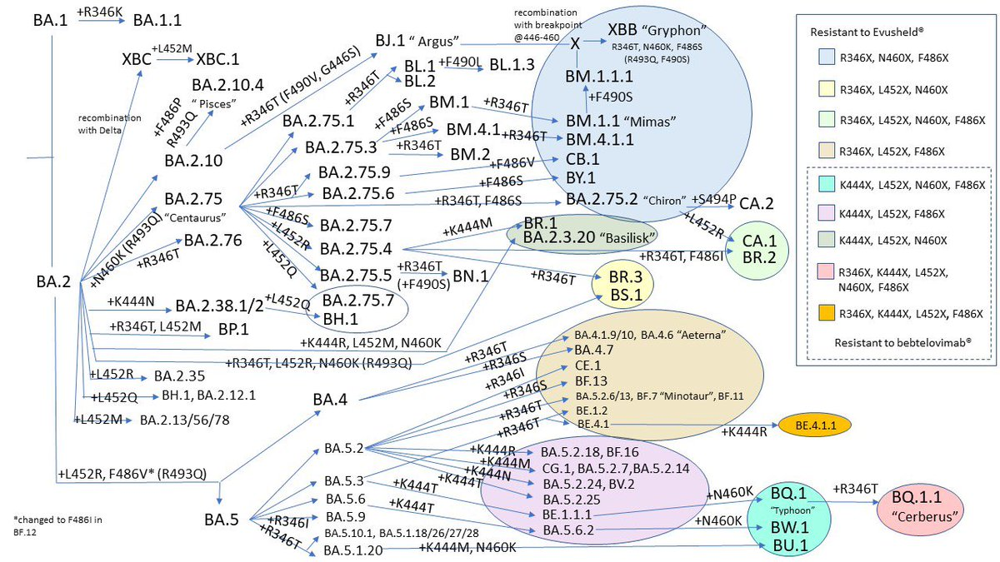 BA.1
+R346K
BA.1.1
recombination
with breakpoint
@446-460
XBC
+L452M
XBC.1
BJ.1 “ Argus”
X
XBB “Gryphon”
R346T, N460K, F486S
(R493Q, F490S)
BL.1
+F490L
BL.1.3
BL.2
BA.2.10.4
“ Pisces”
+R346T (F490V, G446S)
+R346T
BM.1.1.1
+F490S
recombination
with Delta
+F486P
R493Q
BM.1
+R346T
BA.2.75.1
+F486S
BM.1.1 “Mimas”
+F486S
BM.4.1
+R346T
BM.4.1.1
BA.2.75.3
+R346T
BM.2
BA.2.10
+F486V
CB.1
BA.2.75.9
BY.1
+F486S
+R346T
BA.2.75.6
BA.2.75
“Centaurus”
+R346T, F486S
BA.2.75.2 “Chiron”
+S494P
CA.2
+L452R
+N460K (R493Q)
+F486S
BA.2.75.7
+K444M
BR.1
BA.2.3.20 “Basilisk”
+L452R
BA.2.76
+R346T
BA.2.75.4
+R346T, F486I
CA.1
BR.2
+L452Q
BA.2.75.5
+R346T
(+F490S)
BN.1
+R346T
BR.3
BS.1
BA.2
+K444N
BA.2.38.1/2
+L452Q
BA.2.75.7
BH.1
+R346T, L452M
BP.1
+K444R, L452M, N460K
+R346T, L452R, N460K (R493Q)
+L452R
BA.2.35
+L452Q
BH.1, BA.2.12.1
+L452M
BA.2.13/56/78
BA.4
+R346T
+R346S
+R346I
+R346S
+R346T
+R346T
BA.4.1.9/10, BA.4.6 “Aeterna”
BA.4.7
CE.1
BF.13
BA.5.2.6/13, BF.7 “Minotaur”, BF.11
BE.1.2
BE.4.1
+K444R
BE.4.1.1
BA.5.2
+K444R
+K444M
+K444N
+K444T
BA.5.2.18, BF.16
CG.1, BA.5.2.7,BA.5.2.14
BA.5.2.24, BV.2
BA.5.2.25
+L452R, F486V* (R493Q)
BA.5.3
+K444T
BE.1.1.1
+N460K
BQ.1
“Typhoon”
+R346T
BQ.1.1
“Cerberus”
BA.5.6
+K444T
BA.5.6.2
+N460K
BW.1
BA.5
BA.5.9
+R346I
BA.5.10.1, BA.5.1.18/26/27/28
+R346T
BA.5.1.20
+K444M, N460K
BU.1
*changed to F486I in
BF.12
Resistant to Evusheld®
R346X, N460X, F486X
R346X, L452X, N460X
R346X, L452X, N460X, F486X
R346X, L452X, F486X
K444X, L452X, N460X, F486X
K444X, L452X, F486X
K444X, L452X, N460X
R346X, K444X, L452X,
N460X, F486X
R346X, K444X, L452X, F486X
Resistant to bebtelovimab®